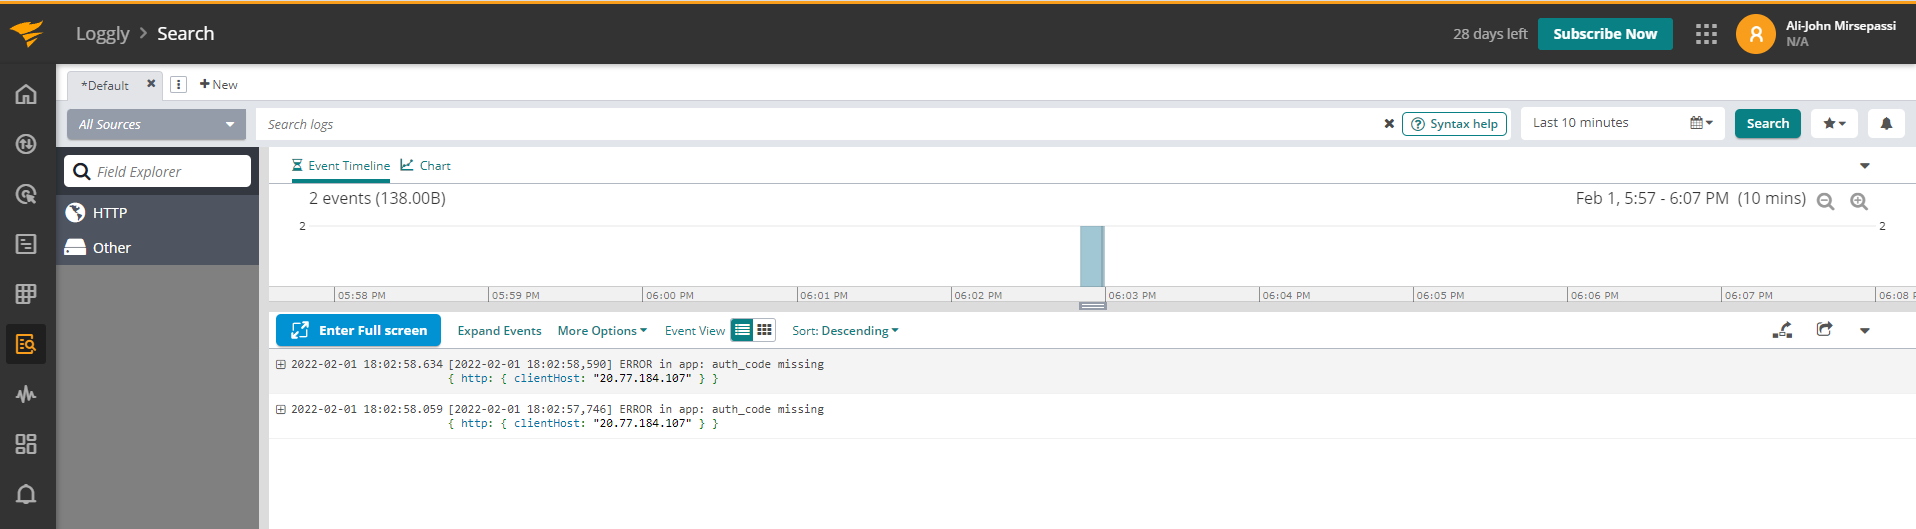 Loggly > Search
28 days left
Subscribe Now
Ali-John Mirsepassi
N/A
*Default
New
All Sources
Search logs
Syntax help
Last 10 minutes
Search
Field Explorer
HTTP
Other
Event Timeline
Chart
2 events (138.00B)
Feb 1, 5:57 - 6:07 PM (10 mins)
2
2
05:58 PM
05:59 PM
06:00 PM
06:01 PM
06:02 PM
06:03 PM
06:04 PM
06:05 PM
06:06 PM
06:07 PM
06:08 P
Enter Full screen
Expand Events
More Options
Event View
Sort: Descending
2022-02-01 18:02:58.634 [2022-02-01 18:02:58,590] ERROR in app: auth_code missing
{ http: { clientHost: "20.77.184.107" } }
2022-02-01 18:02:58.059 [2022-02-01 18:02:57,746] ERROR in app: auth_code missing
{ http: { clientHost: "20.77.184.107" } }